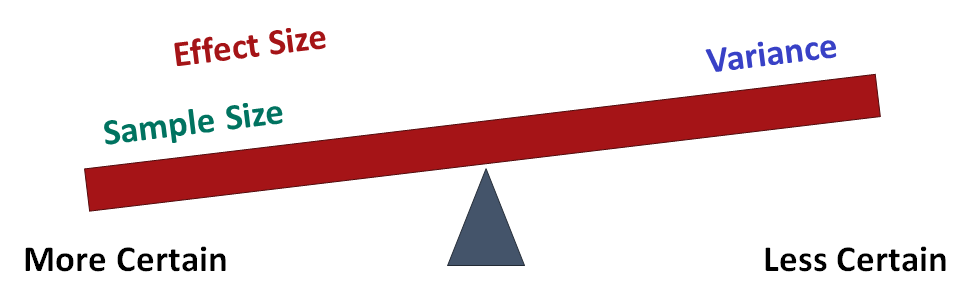 Effect Size
Variance
Sample Size
More Certain
Less Certain